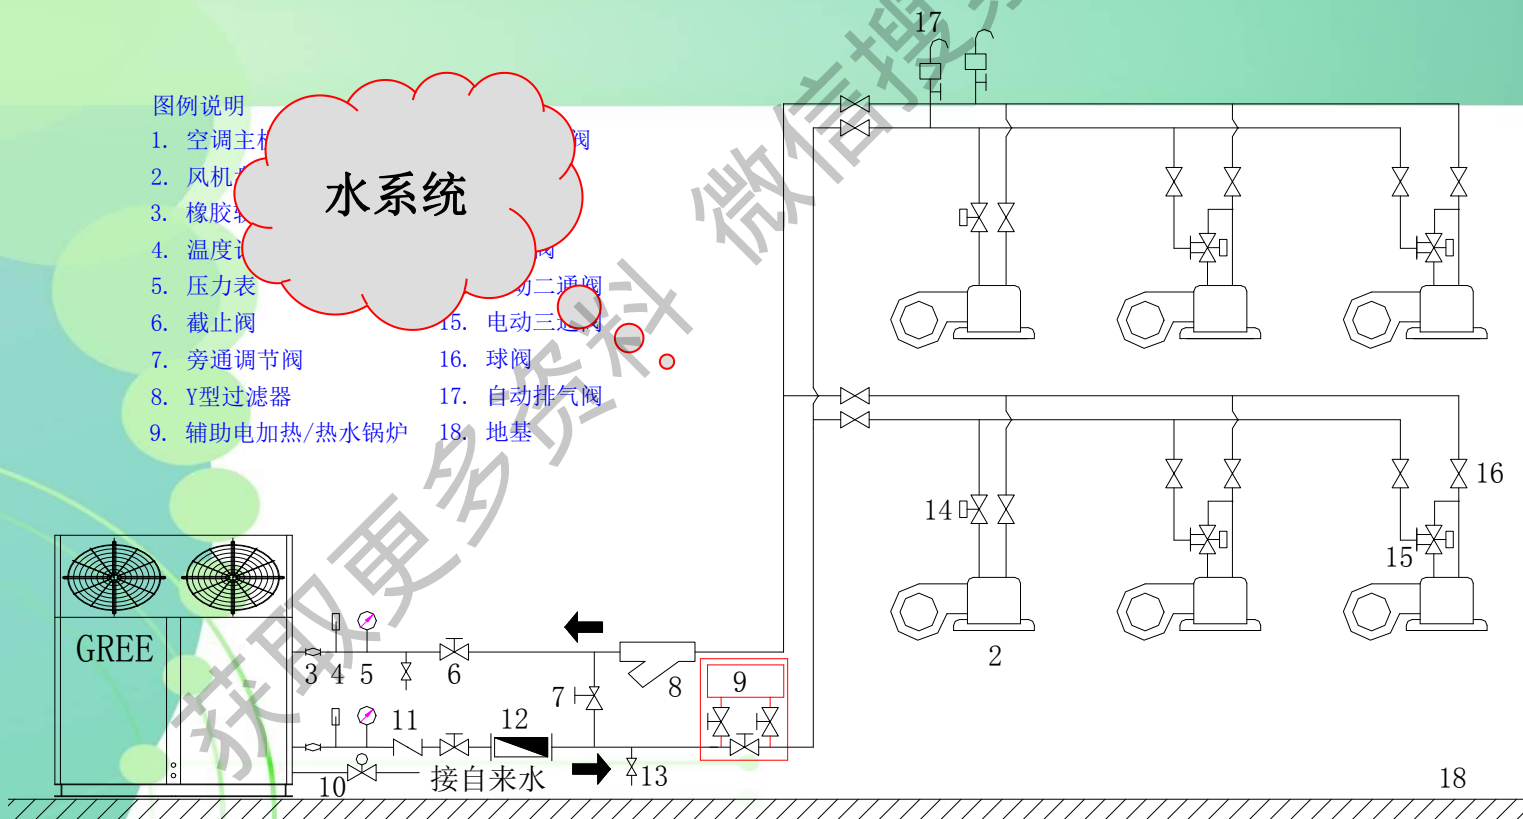 17
图例说明
1. 空调主
2. 风机
3. 橡胶
4. 温度
5. 压力表
6. 截止阀
7. 旁通调节阀
8. Y型过滤器
9. 辅助电加热/热水锅炉
水系统
阀
阀
动二通阀
15. 电动三通阀
16. 球阀
17. 自动排气阀
18. 地基
16
14
15
2
GREE
3 4 5 6 7 8 9
11 12
10 接自来水 13
18
获取更多资料 微信搜